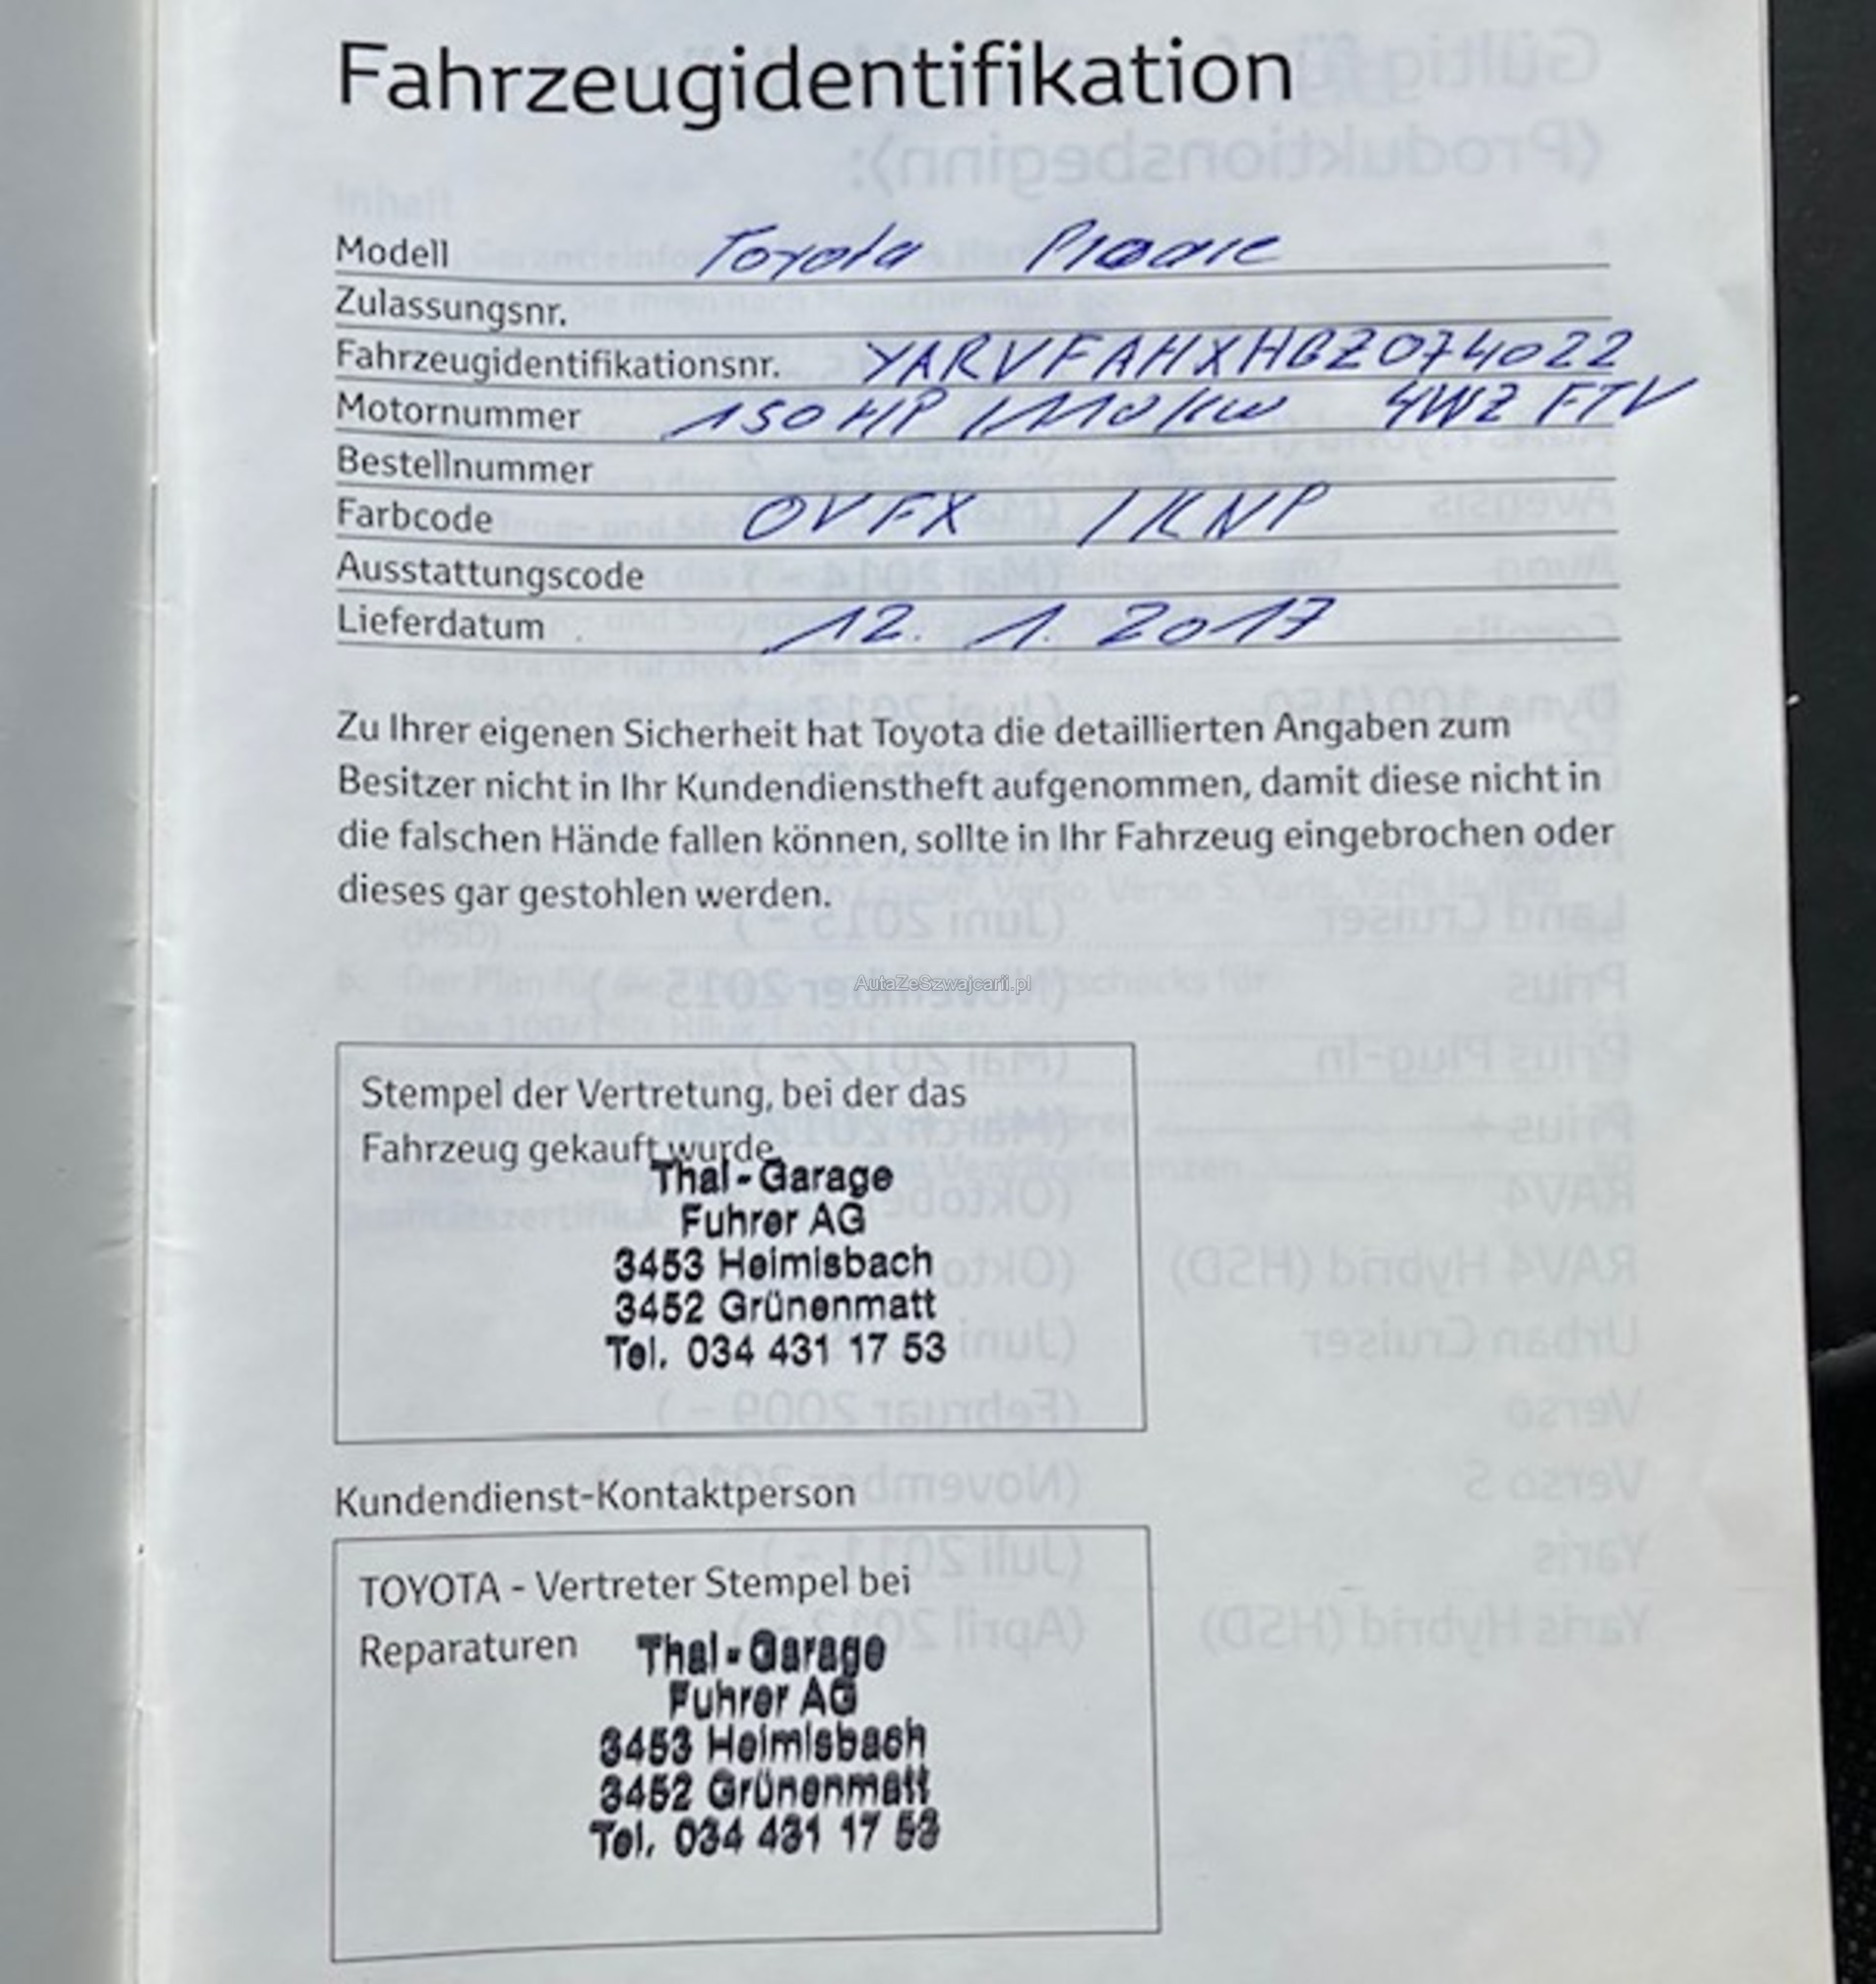 Fahrzeugidentifikation
Modell Toyota Proace
Zulassungsnr.
Fahrzeugidentifikationsnr. YARVFAHXHGZ074022
Motornummer 150 HP / 110 kW 4WZ FTV
Bestellnummer
Farbcode OVFX / KNP
Ausstattungscode
Lieferdatum 12. 1. 2017
Zu Ihrer eigenen Sicherheit hat Toyota die detaillierten Angaben zum
Besitzer nicht in Ihr Kundendienstheft aufgenommen, damit diese nicht in
die falschen Hände fallen können, sollte in Ihr Fahrzeug eingebrochen oder
dieses gar gestohlen werden.
AutaZeSzwajcarii.pl
Stempel der Vertretung, bei der das
Fahrzeug gekauft wurde
Thal-Garage
Fuhrer AG
3453 Heimisbach
3452 Grünenmatt
Tel. 034 431 17 53
Kundendienst-Kontaktperson
TOYOTA - Vertreter Stempel bei
Reparaturen
Thal-Garage
Fuhrer AG
3453 Heimisbach
3452 Grünenmatt
Tel. 034 431 17 53